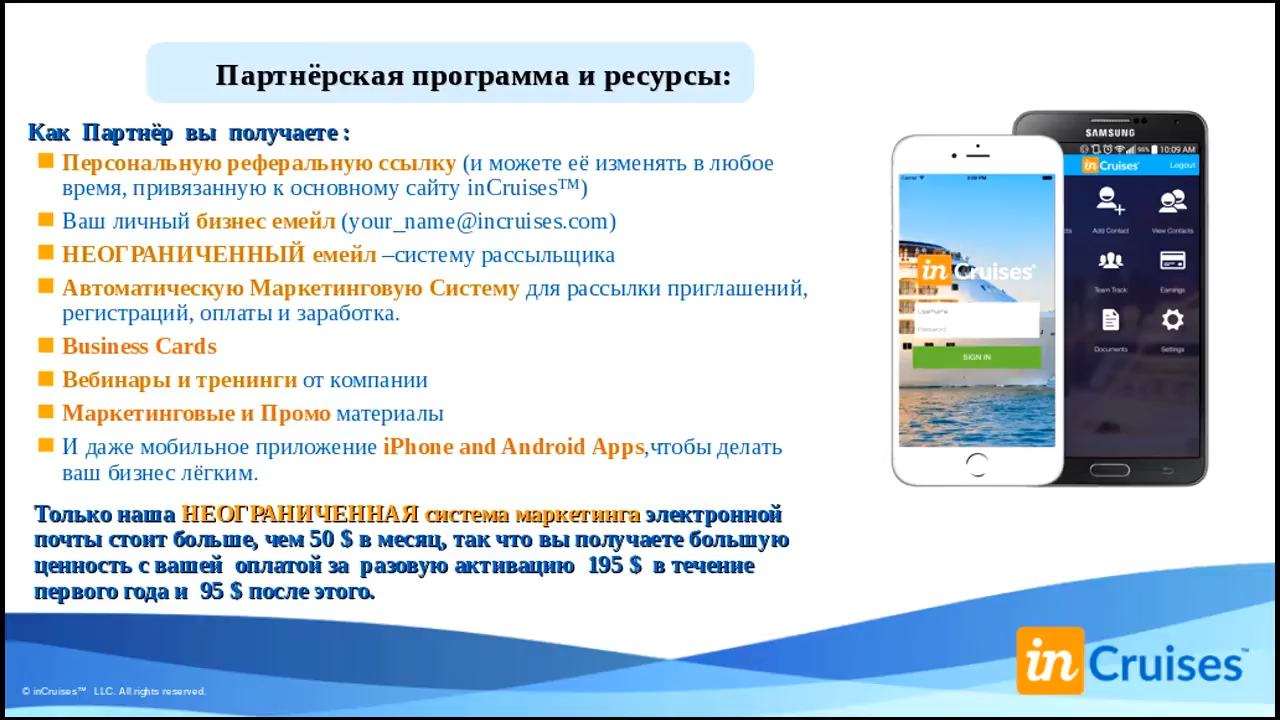 Партнёрская программа и ресурсы:
Как Партнёр вы получаете :
Персональную реферальную ссылку (и можете её изменять в любое
время, привязанную к основному сайту inCruises™)
Ваш личный бизнес емейл (your_name@incruises.com)
НЕОГРАНИЧЕННЫЙ емейл –систему рассыльщика
Автоматическую Маркетинговую Систему для рассылки приглашений,
регистраций, оплаты и заработка.
Business Cards
Вебинары и тренинги от компании
Маркетинговые и Промо материалы
И даже мобильное приложение iPhone and Android Apps,чтобы делать
ваш бизнес лёгким.
Только наша НЕОГРАНИЧЕННАЯ система маркетинга электронной
почты стоит больше, чем 50 $ в месяц, так что вы получаете большую
ценность с вашей оплатой за разовую активацию 195 $ в течение
первого года и 95 $ после этого.
SAMSUNG
10:09 AM
inCruises
Logout
Add Contact
View Contacts
Team Track
Earnings
Documents
Settings
inCruises
Username
Password
SIGN IN
in Cruises™
© inCruises™ LLC. All rights reserved.